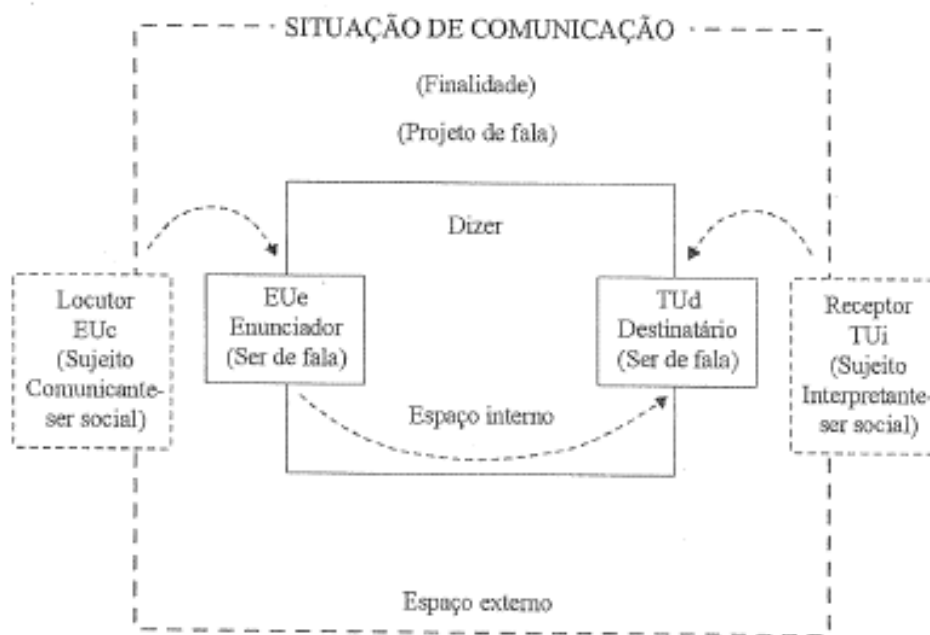 SITUAÇÃO DE COMUNICAÇÃO
(Finalidade)
(Projeto de fala)
Dizer
Locutor
EUc
(Sujeito
Comunicante-
ser social)
EUe
Enunciador
(Ser de fala)
TUd
Destinatário
(Ser de fala)
Receptor
TUi
(Sujeito
Interpretante-
ser social)
Espaço interno
Espaço externo